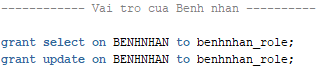 ------------ Vai tro cua Benh nhan ----------
grant select on BENHNHAN to benhnhan_role;
grant update on BENHNHAN to benhnhan_role;